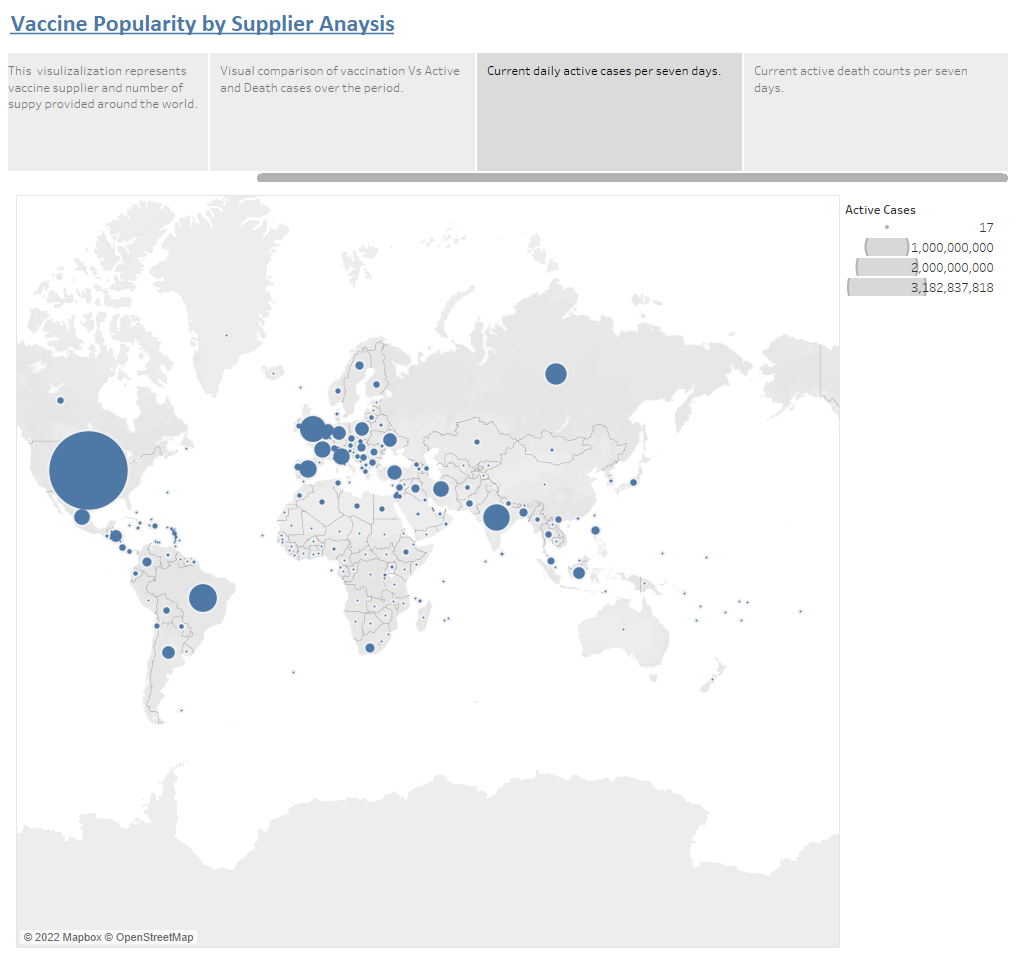 Vaccine Popularity by Supplier Anaysis
This  visulizalization represents
vaccine supplier and number of
suppy provided around the world.
Visual comparison of vaccination Vs Active
and Death cases over the period.
Current daily active cases per seven days.
Current active death counts per seven
days.
Active Cases
17
1,000,000,000
2,000,000,000
3,182,837,818
© 2022 Mapbox © OpenStreetMap